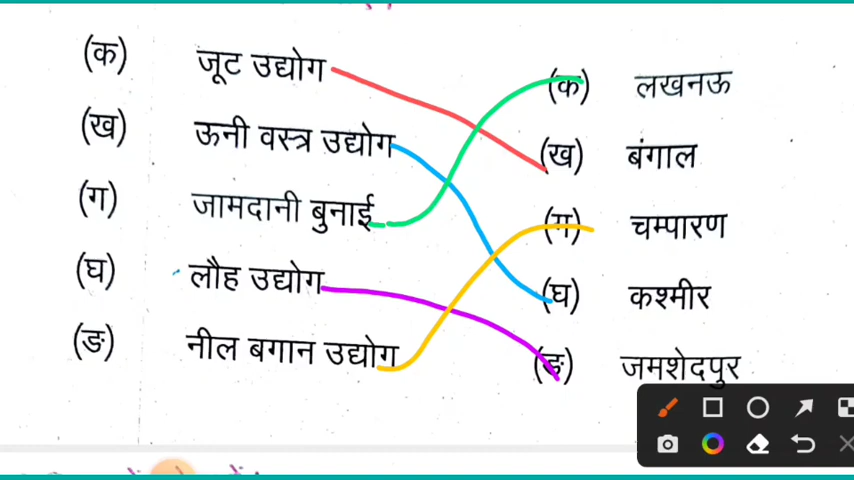 (क) जूट उद्योग (क) लखनऊ
(ख) ऊनी वस्त्र उद्योग (ख) बंगाल
(ग) जामदानी बुनाई (ग) चम्पारण
(घ) लौह उद्योग (घ) कश्मीर
(ङ) नील बगान उद्योग (ङ) जमशेदपुर